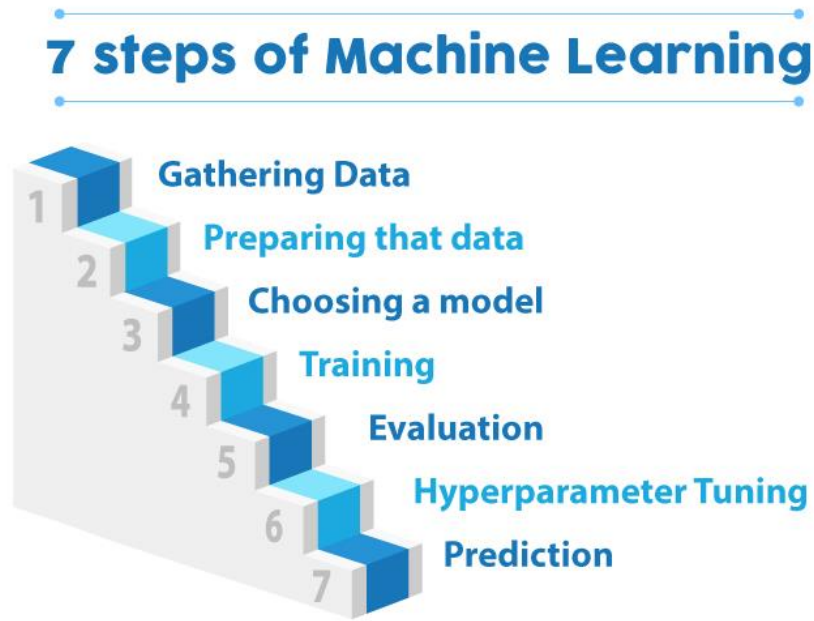 7 steps of Machine Learning
1 Gathering Data
2 Preparing that data
3 Choosing a model
4 Training
5 Evaluation
6 Hyperparameter Tuning
7 Prediction